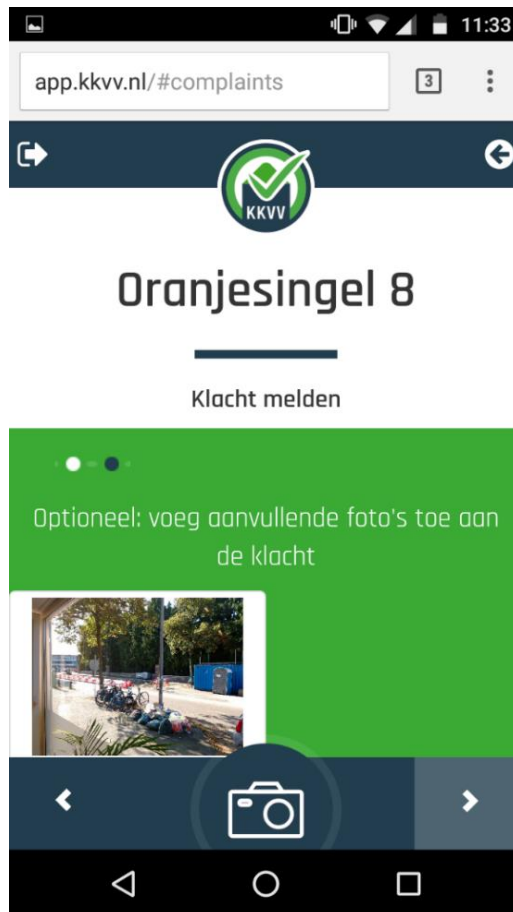 11:33
app.kkvv.nl/#complaints
3
KKVV
Oranjesingel 8
Klacht melden
Optioneel: voeg aanvullende foto's toe aan
de klacht